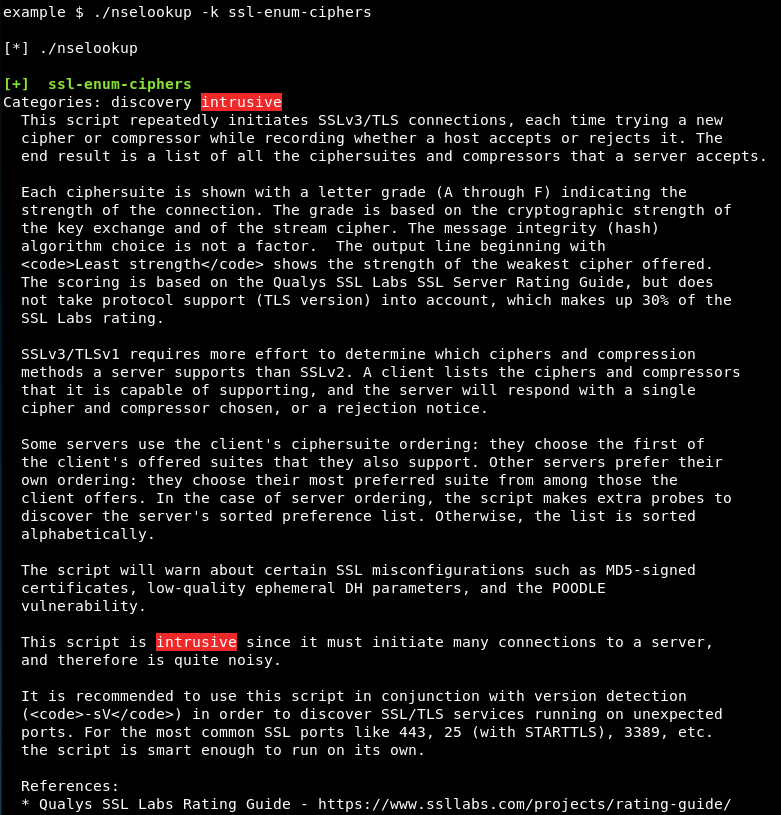 example $ ./nselookup -k ssl-enum-ciphers
[*] ./nselookup
[+]  ssl-enum-ciphers
Categories: discovery intrusive
This script repeatedly initiates SSLv3/TLS connections, each time trying a new
cipher or compressor while recording whether a host accepts or rejects it. The
end result is a list of all the ciphersuites and compressors that a server accepts.
Each ciphersuite is shown with a letter grade (A through F) indicating the
strength of the connection. The grade is based on the cryptographic strength of
the key exchange and of the stream cipher. The message integrity (hash)
algorithm choice is not a factor.  The output line beginning with
<code>Least strength</code> shows the strength of the weakest cipher offered.
The scoring is based on the Qualys SSL Labs SSL Server Rating Guide, but does
not take protocol support (TLS version) into account, which makes up 30% of the
SSL Labs rating.
SSLv3/TLSv1 requires more effort to determine which ciphers and compression
methods a server supports than SSLv2. A client lists the ciphers and compressors
that it is capable of supporting, and the server will respond with a single
cipher and compressor chosen, or a rejection notice.
Some servers use the client's ciphersuite ordering: they choose the first of
the client's offered suites that they also support. Other servers prefer their
own ordering: they choose their most preferred suite from among those the
client offers. In the case of server ordering, the script makes extra probes to
discover the server's sorted preference list. Otherwise, the list is sorted
alphabetically.
The script will warn about certain SSL misconfigurations such as MD5-signed
certificates, low-quality ephemeral DH parameters, and the POODLE
vulnerability.
This script is intrusive since it must initiate many connections to a server,
and therefore is quite noisy.
It is recommended to use this script in conjunction with version detection
(<code>-sV</code>) in order to discover SSL/TLS services running on unexpected
ports. For the most common SSL ports like 443, 25 (with STARTTLS), 3389, etc.
the script is smart enough to run on its own.
References:
* Qualys SSL Labs Rating Guide - https://www.ssllabs.com/projects/rating-guide/